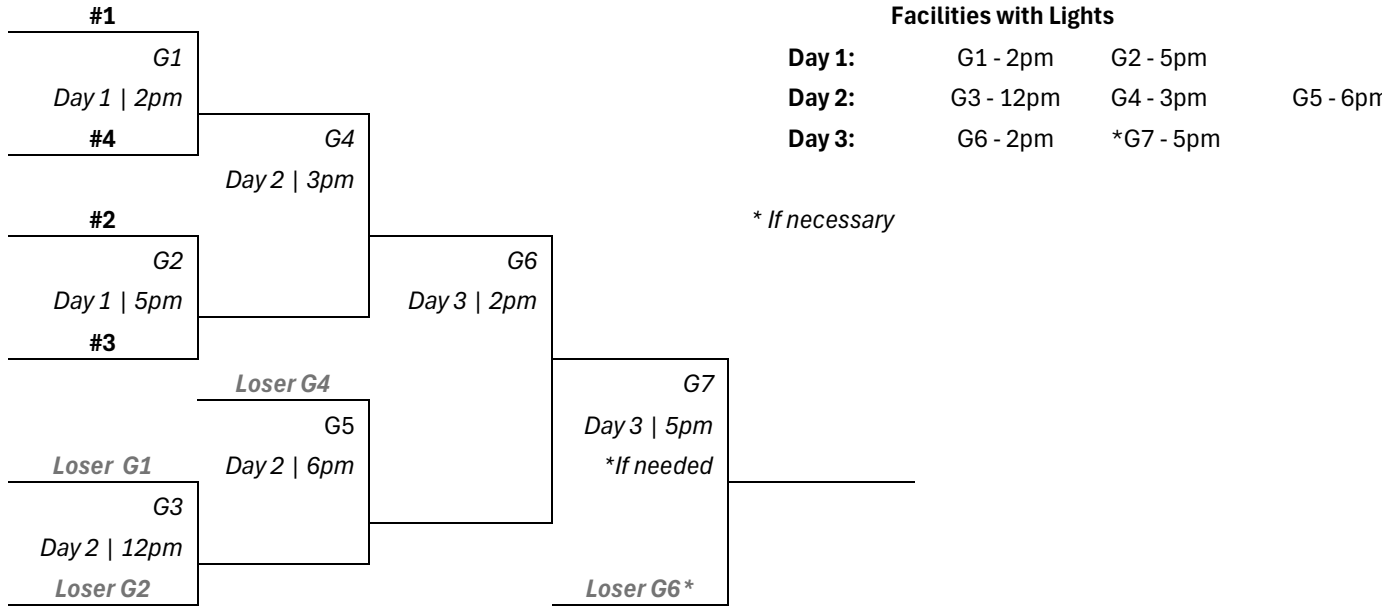 #1
G1
Day 1 | 2pm
#4
G4
Day 2 | 3pm
#2
G2
Day 1 | 5pm
#3
G6
Day 3 | 2pm
Loser G4
G5
Day 2 | 6pm
Loser G1
G3
Day 2 | 12pm
Loser G2
G7
Day 3 | 5pm
*If needed
Loser G6*
Facilities with Lights
Day 1: G1 - 2pm G2 - 5pm
Day 2: G3 - 12pm G4 - 3pm G5 - 6pm
Day 3: G6 - 2pm *G7 - 5pm
* If necessary